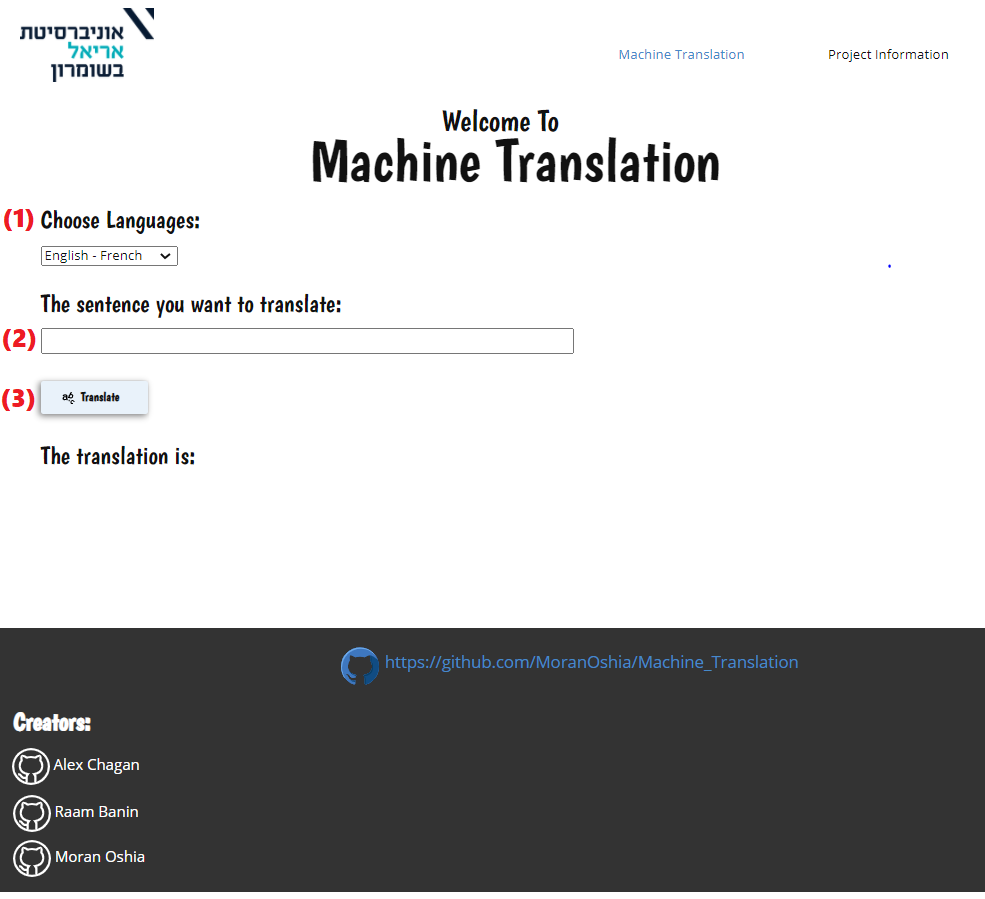 אוניברסיטת
אריאל
בשומרון
Machine Translation
Project Information
Welcome To
Machine Translation
(1) Choose Languages:
English - French
The sentence you want to translate:
(2)
(3) Translate
The translation is:
https://github.com/MoranOshia/Machine_Translation
Creators:
Alex Chagan
Raam Banin
Moran Oshia